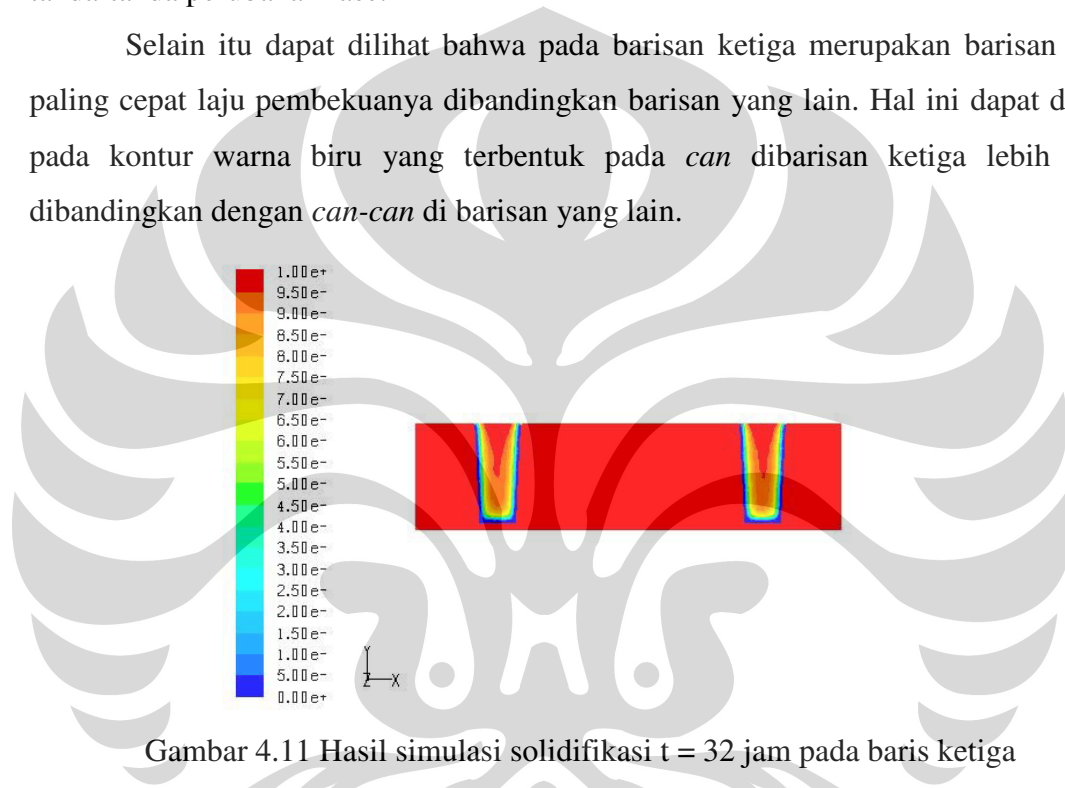 Selain itu dapat dilihat bahwa pada barisan ketiga merupakan barisan
paling cepat laju pembekuanya dibandingkan barisan yang lain. Hal ini dapat d
pada kontur warna biru yang terbentuk pada can dibarisan ketiga lebih
dibandingkan dengan can-can di barisan yang lain.
1.00e+
9.50e-
9.00e-
8.50e-
8.00e-
7.50e-
7.00e-
6.50e-
6.00e-
5.50e-
5.00e-
4.50e-
4.00e-
3.50e-
3.00e-
2.50e-
2.00e-
1.50e-
1.00e-
5.00e-
0.00e+
Y
Z X
Gambar 4.11 Hasil simulasi solidifikasi t = 32 jam pada baris ketiga